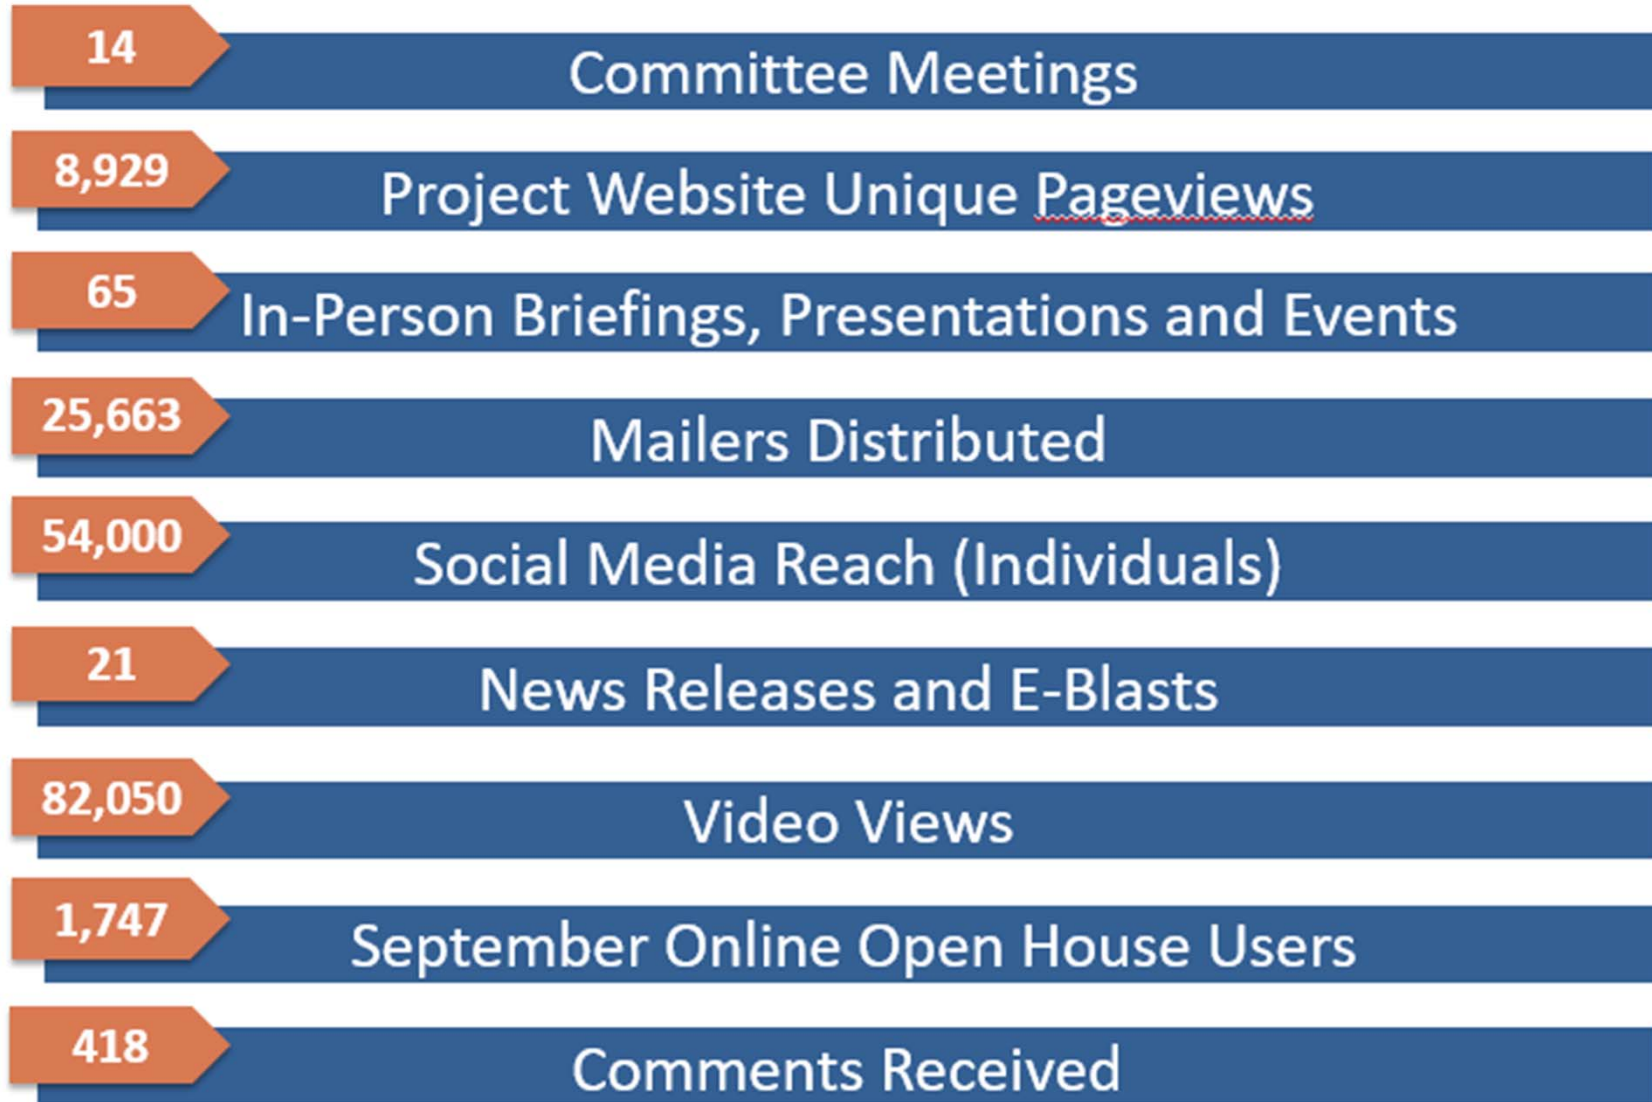 14
Committee Meetings
8,929
Project Website Unique Pageviews
65
In-Person Briefings, Presentations and Events
25,663
Mailers Distributed
54,000
Social Media Reach (Individuals)
21
News Releases and E-Blasts
82,050
Video Views
1,747
September Online Open House Users
418
Comments Received